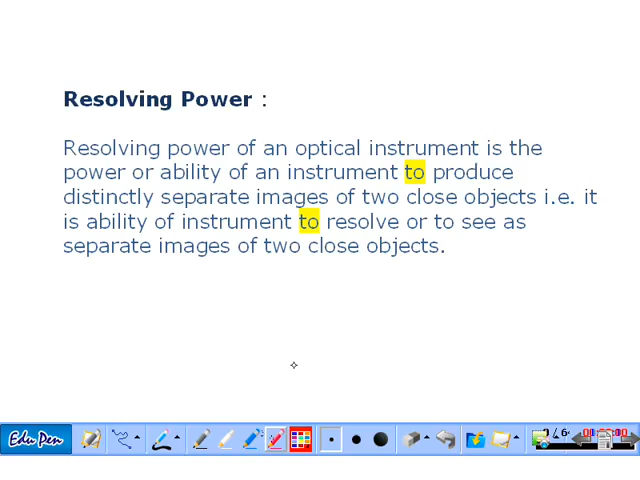 Resolving Power :
Resolving power of an optical instrument is the
power or ability of an instrument to produce
distinctly separate images of two close objects i.e. it
is ability of instrument to resolve or to see as
separate images of two close objects.
Edu Pen